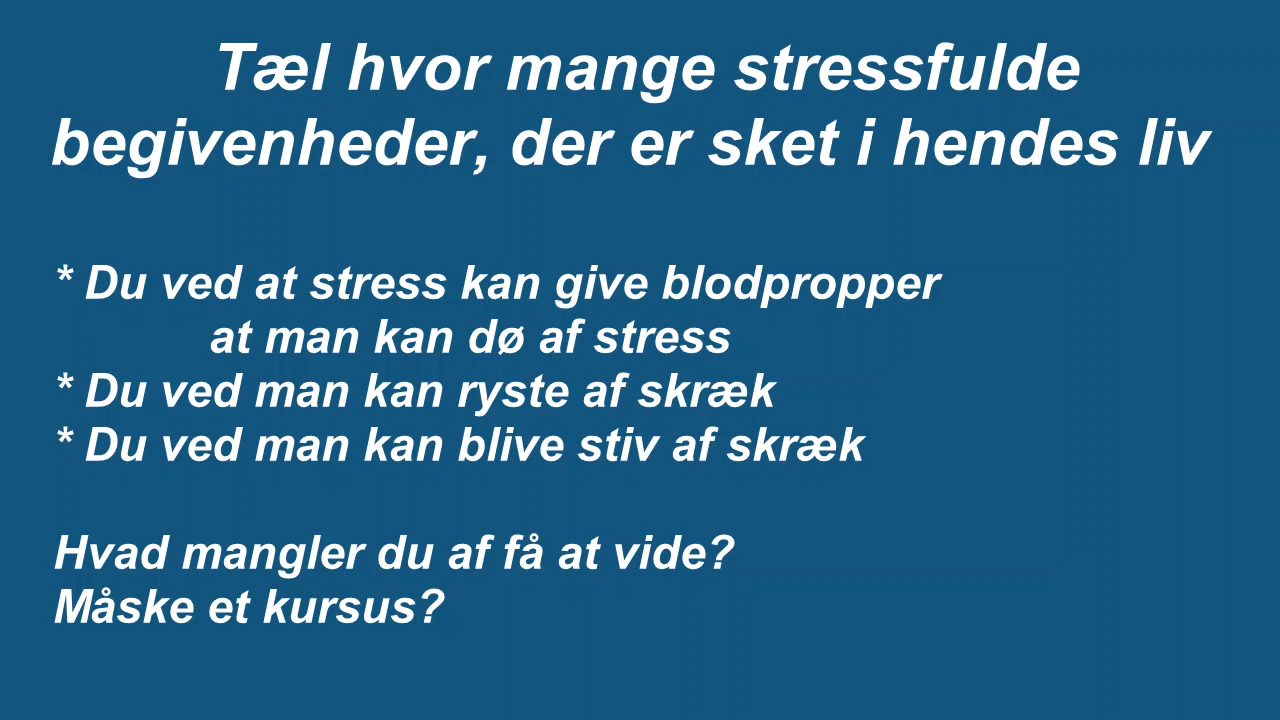 Tæl hvor mange stressfulde
begivenheder, der er sket i hendes liv
* Du ved at stress kan give blodpropper
at man kan dø af stress
* Du ved man kan ryste af skræk
* Du ved man kan blive stiv af skræk
Hvad mangler du af få at vide?
Måske et kursus?